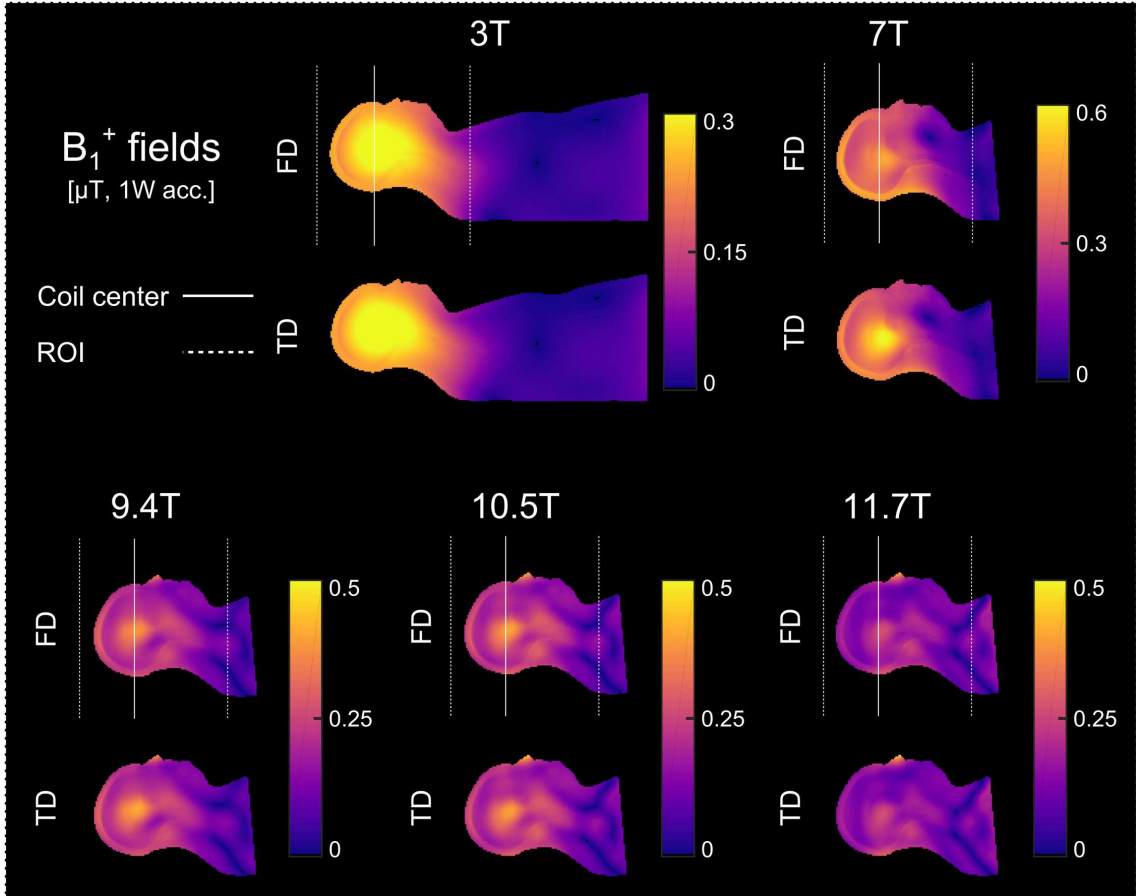 3T
7T
B₁⁺ fields
[µT, 1W acc.]
FD
0.3
0.15
0
FD
0.6
0.3
0
Coil center
ROI
TD
TD
9.4T
10.5T
11.7T
FD
0.5
0.25
0
FD
0.5
0.25
0
FD
0.5
0.25
0
TD
TD
TD